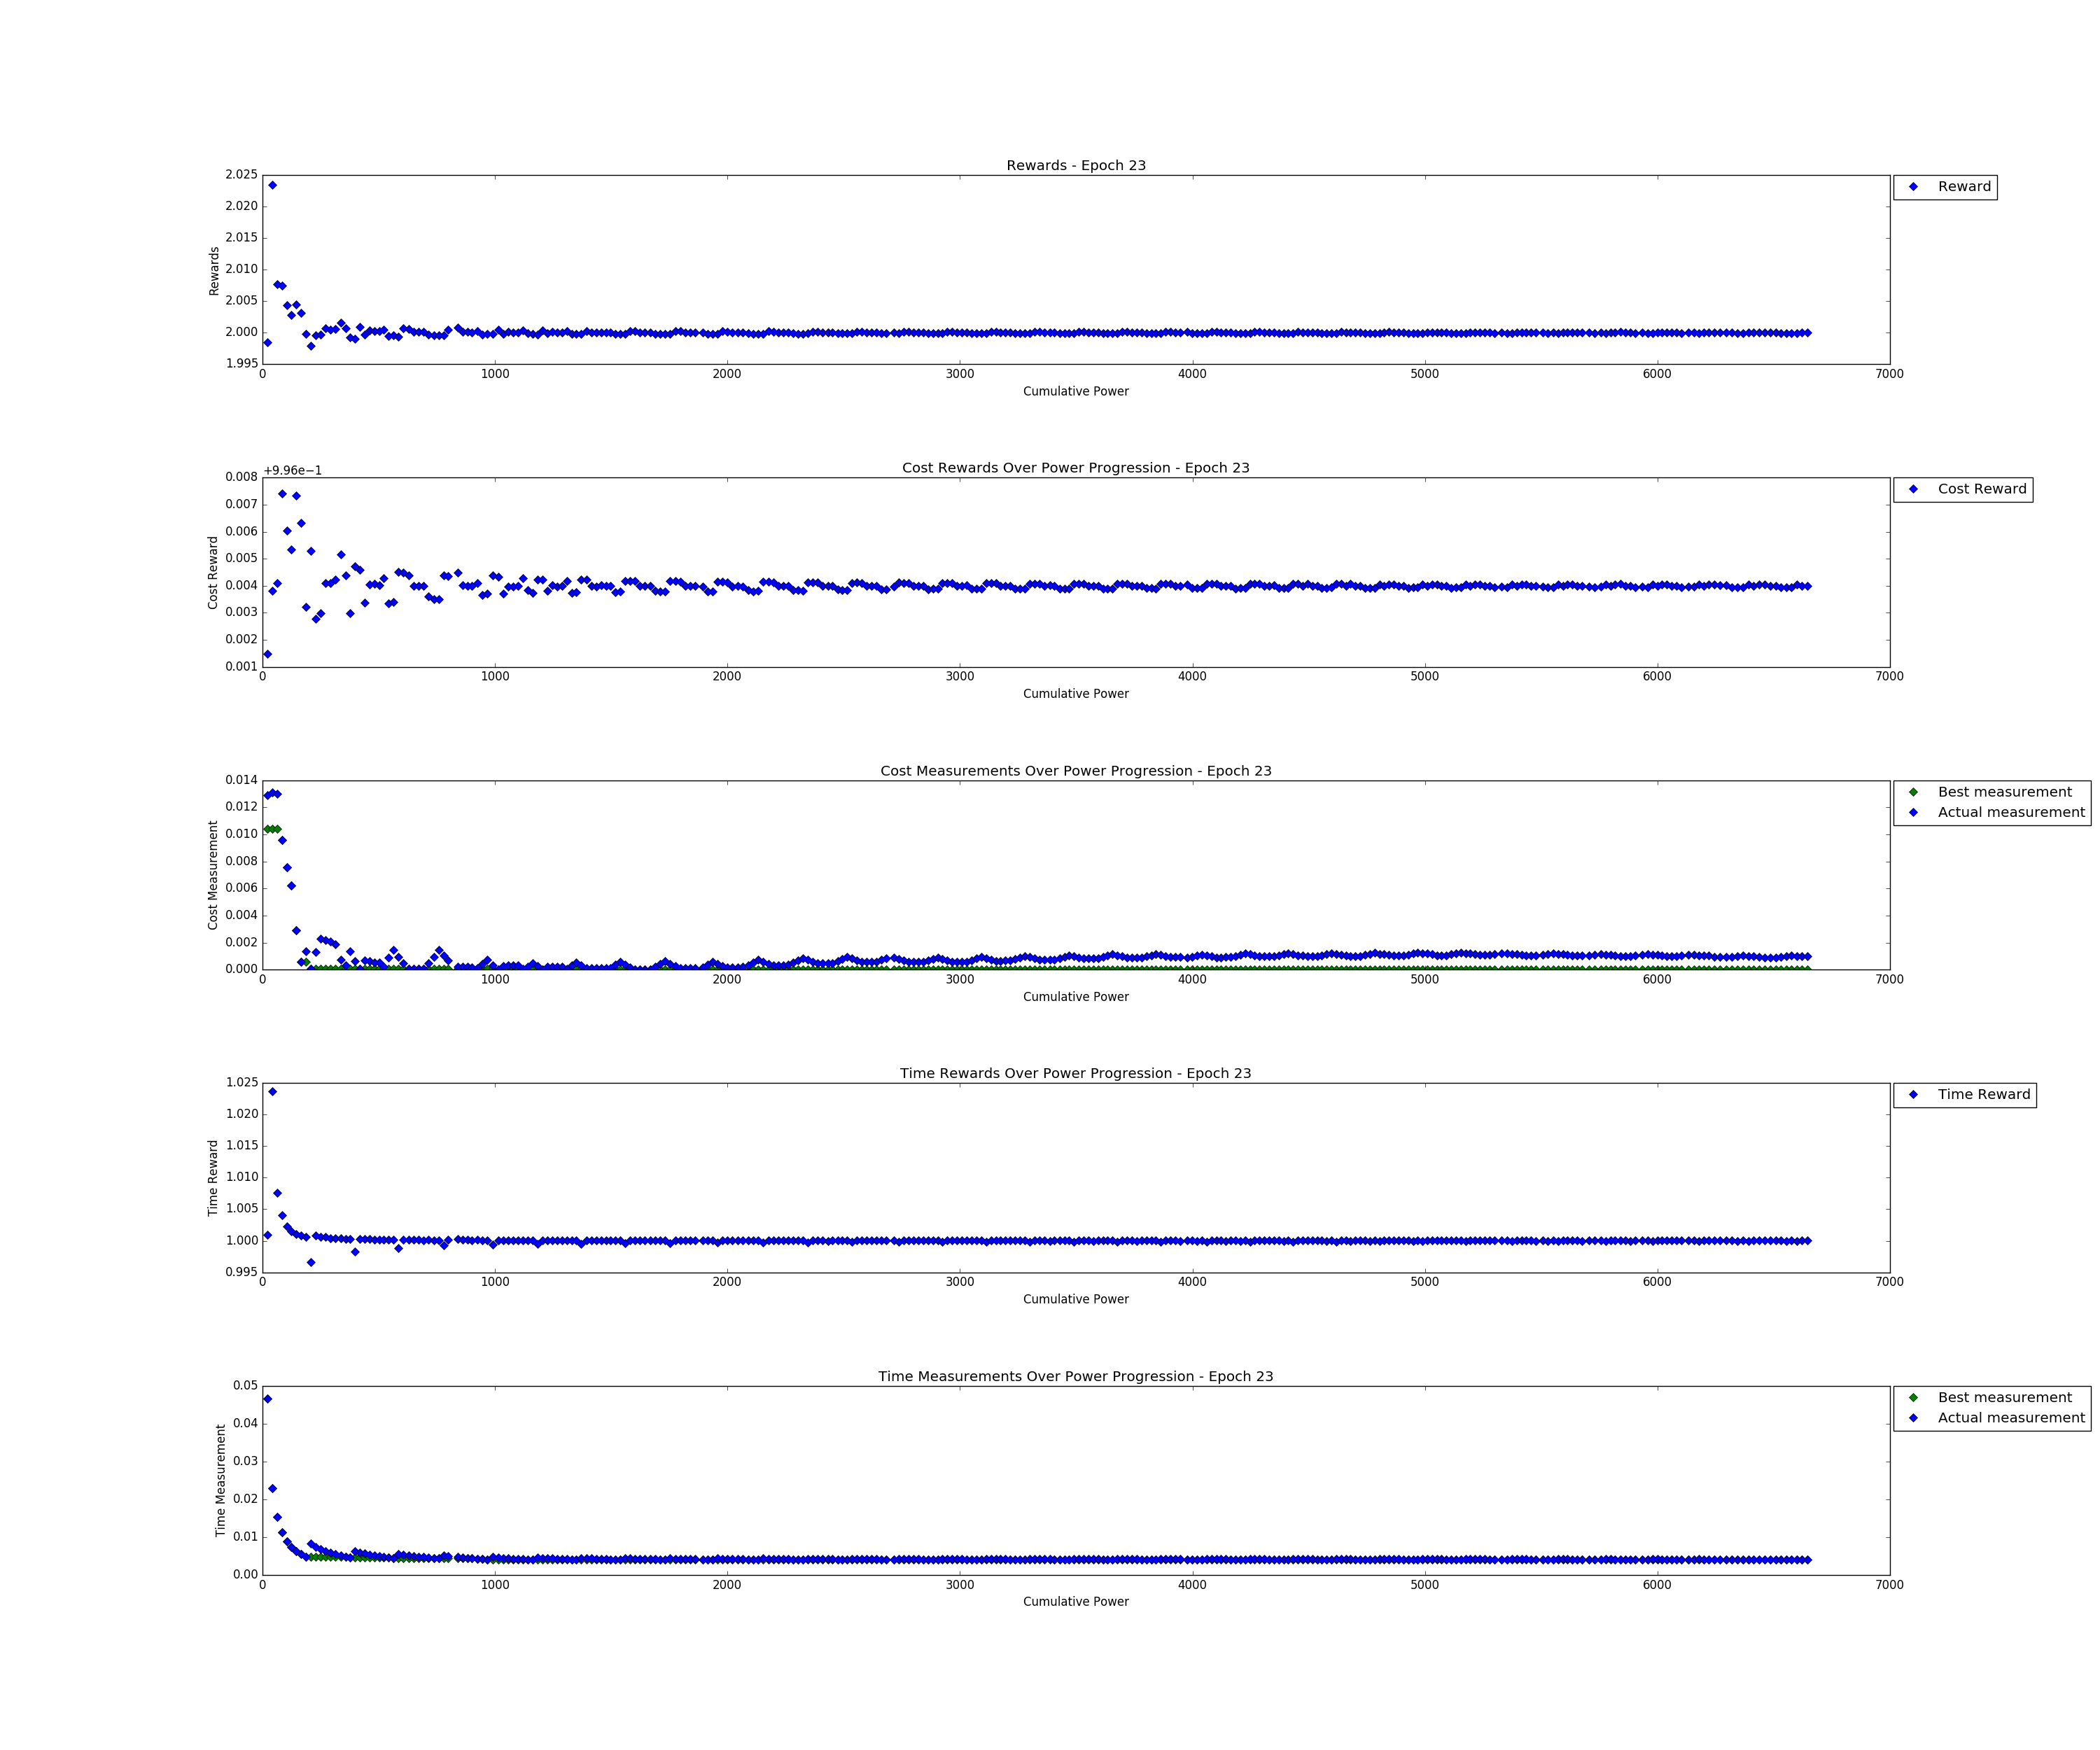 Rewards - Epoch 23
2.025
2.020
2.015
2.010
2.005
2.000
1.995
Rewards
0 1000 2000 3000 4000 5000 6000 7000
Cumulative Power
Reward
Cost Rewards Over Power Progression - Epoch 23
+9.96e−1
0.008
0.007
0.006
0.005
0.004
0.003
0.002
0.001
Cost Reward
0 1000 2000 3000 4000 5000 6000 7000
Cumulative Power
Cost Reward
Cost Measurements Over Power Progression - Epoch 23
0.014
0.012
0.010
0.008
0.006
0.004
0.002
0.000
Cost Measurement
0 1000 2000 3000 4000 5000 6000 7000
Cumulative Power
Best measurement
Actual measurement
Time Rewards Over Power Progression - Epoch 23
1.025
1.020
1.015
1.010
1.005
1.000
0.995
Time Reward
0 1000 2000 3000 4000 5000 6000 7000
Cumulative Power
Time Reward
Time Measurements Over Power Progression - Epoch 23
0.05
0.04
0.03
0.02
0.01
0.00
Time Measurement
0 1000 2000 3000 4000 5000 6000 7000
Cumulative Power
Best measurement
Actual measurement